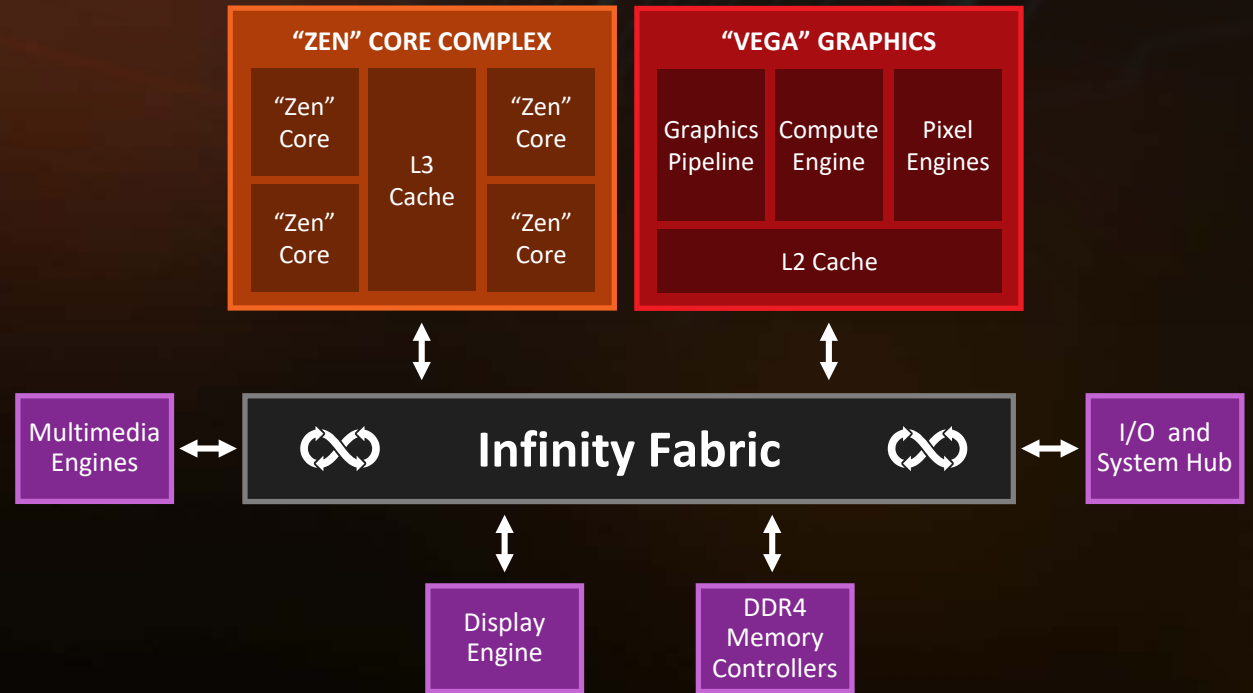 “ZEN” CORE COMPLEX
“Zen”
Core
“Zen”
Core
L3
Cache
“Zen”
Core
“Zen”
Core
“VEGA” GRAPHICS
Graphics
Pipeline
Compute
Engine
Pixel
Engines
L2 Cache
Multimedia
Engines
Infinity Fabric
I/O and
System Hub
Display
Engine
DDR4
Memory
Controllers